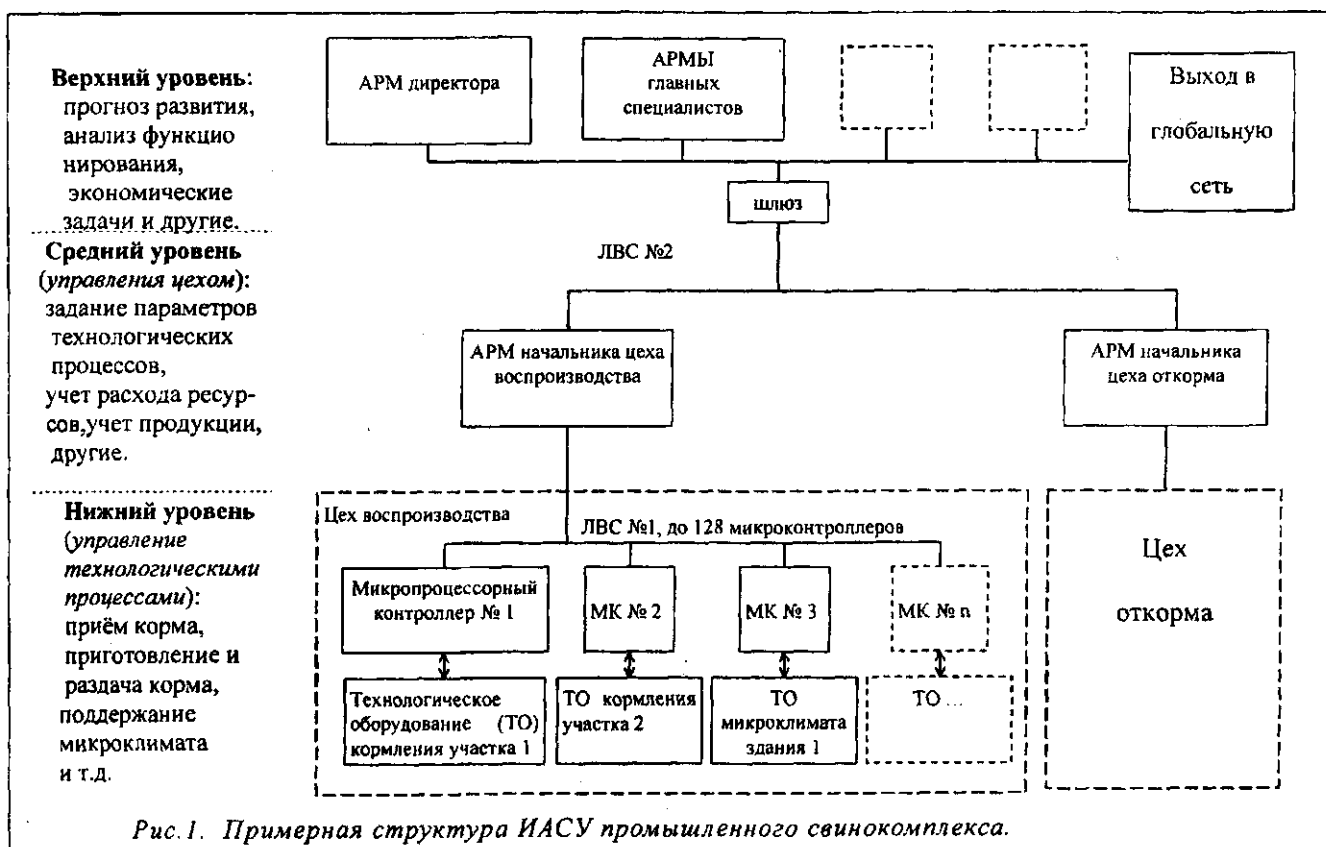 Верхний уровень:
прогноз развития,
анализ функцио
нирования,
экономические
задачи и другие.
АРМ директора
АРМЫ
главных
специалистов
Выход в
глобальную
сеть
шлюз
Средний уровень
(управления цехом):
задание параметров
технологических
процессов,
учет расхода ресур-
сов,учет продукции,
другие.
ЛВС №2
АРМ начальника цеха
воспроизводства
АРМ начальника
цеха откорма
Нижний уровень
(управление
технологическими
процессами):
приём корма,
приготовление и
раздача корма,
поддержание
микроклимата
и т.д.
Цех воспроизводства
ЛВС №1, до 128 микроконтроллеров
Микропроцессорный
контроллер № 1
МК № 2
МК № 3
МК № n
Технологическое
оборудование (ТО)
кормления участка 1
ТО кормления
участка 2
ТО
микроклимата
здания 1
ТО ...
Цех
откорма
Рис.1. Примерная структура ИАСУ промышленного свинокомплекса.